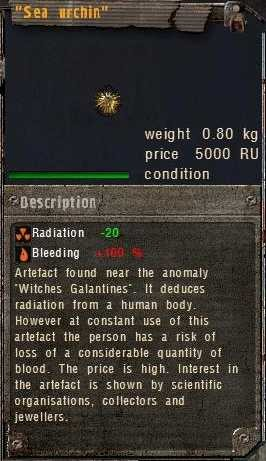 "Sea urchin"
weight 0.80 kg
price 5000 RU
condition
Description
Radiation -20
Bleeding +100 %
Artefact found near the anomaly
"Witches Galantines". It deduces
radiation from a human body.
However at constant use of this
artefact the person has a risk of
loss of a considerable quantity of
blood. The price is high. Interest in
the artefact is shown by scientific
organisations, collectors and
jewellers.